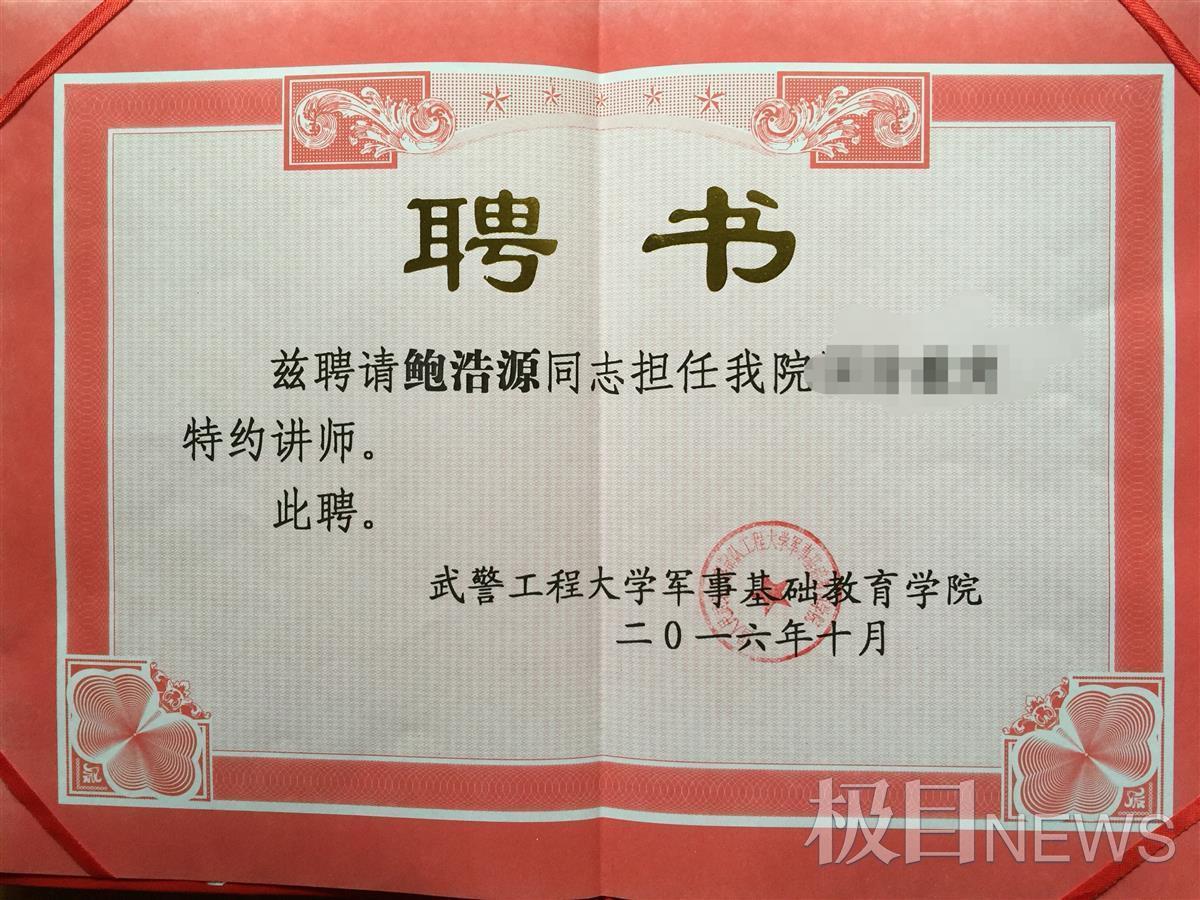 聘书
兹聘请鲍浩源同志担任我院
特约讲师。
此聘。
武警工程大学军事基础教育学院
二0一六年十月
极目NEWS